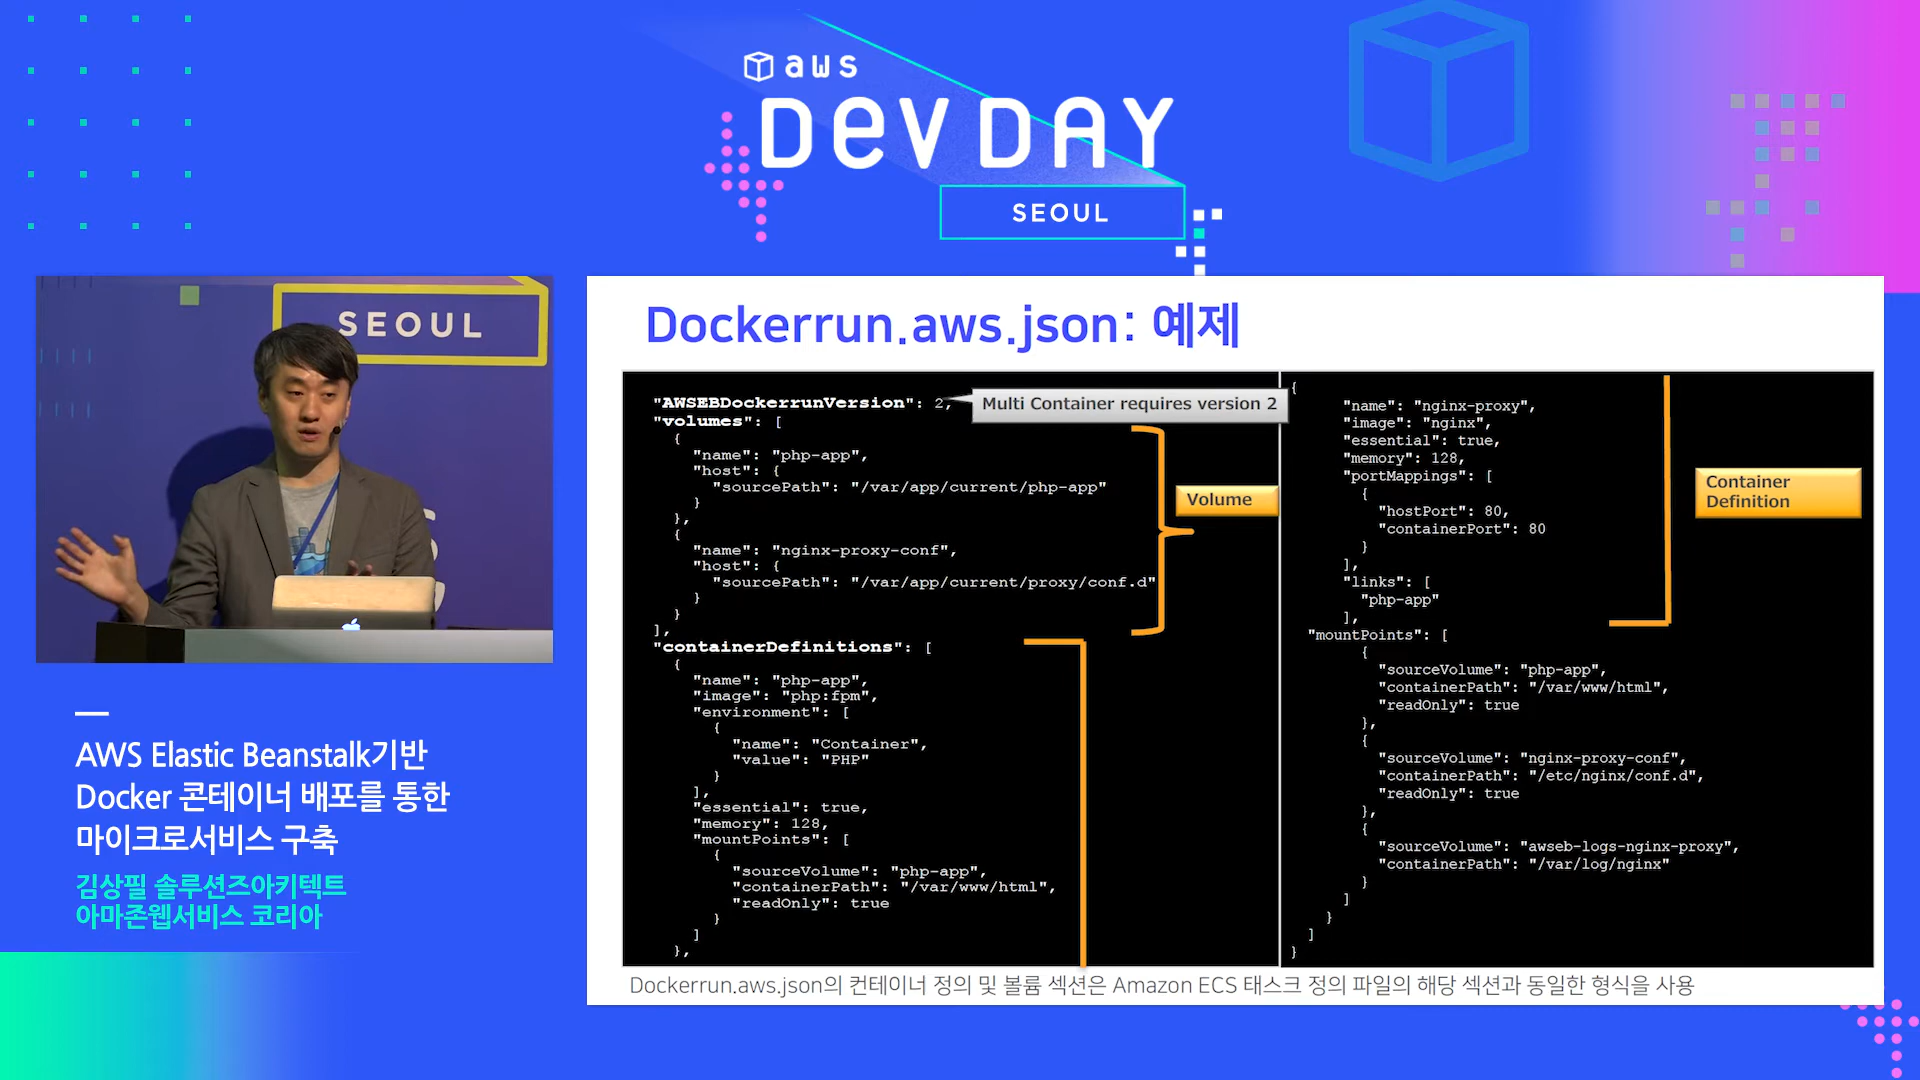 aws
DEV DAY
SEOUL
SEOUL
AWS Elastic Beanstalk기반
Docker 콘테이너 배포를 통한
마이크로서비스 구축
김상필 솔루션즈아키텍트
아마존웹서비스 코리아
Dockerrun.aws.json: 예제
"AWSEBDockerrunVersion": 2,
Multi Container requires version 2
"volumes": [
{
"name": "php-app",
"host": {
"sourcePath": "/var/app/current/php-app"
}
},
{
"name": "nginx-proxy-conf",
"host": {
"sourcePath": "/var/app/current/proxy/conf.d"
}
}
],
Volume
"containerDefinitions": [
{
"name": "php-app",
"image": "php:fpm",
"environment": [
{
"name": "Container",
"value": "PHP"
}
],
"essential": true,
"memory": 128,
"mountPoints": [
{
"sourceVolume": "php-app",
"containerPath": "/var/www/html",
"readOnly": true
}
]
},
{
"name": "nginx-proxy",
"image": "nginx",
"essential": true,
"memory": 128,
"portMappings": [
{
"hostPort": 80,
"containerPort": 80
}
],
"links": [
"php-app"
],
Container
Definition
"mountPoints": [
{
"sourceVolume": "php-app",
"containerPath": "/var/www/html",
"readOnly": true
},
{
"sourceVolume": "nginx-proxy-conf",
"containerPath": "/etc/nginx/conf.d",
"readOnly": true
},
{
"sourceVolume": "awseb-logs-nginx-proxy",
"containerPath": "/var/log/nginx"
}
]
}
]
}
Dockerrun.aws.json의 컨테이너 정의 및 볼륨 섹션은 Amazon ECS 태스크 정의 파일의 해당 섹션과 동일한 형식을 사용